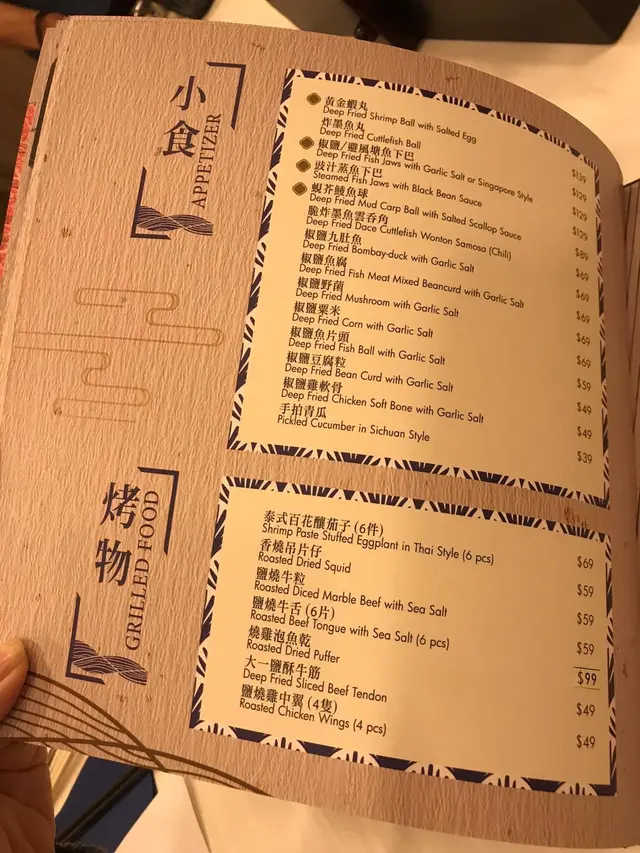 小食
APPETIZER
黃金蝦丸
Deep Fried Shrimp Ball with Salted Egg $139
炸墨魚丸
Deep Fried Cuttlefish Ball $129
椒鹽/避風塘魚下巴
Deep Fried Fish Jaws with Garlic Salt or Singapore Style $129
豉汁蒸魚下巴
Steamed Fish Jaws with Black Bean Sauce $129
蜆芥鯪魚球
Deep Fried Mud Carp Ball with Salted Scallop Sauce $89
脆炸墨魚雲吞角
Deep Fried Dace Cuttlefish Wonton Samosa (Chili) $69
椒鹽九肚魚
Deep Fried Bombay-duck with Garlic Salt $69
椒鹽魚腐
Deep Fried Fish Meat Mixed Beancurd with Garlic Salt $69
椒鹽野菌
Deep Fried Mushroom with Garlic Salt $69
椒鹽粟米
Deep Fried Corn with Garlic Salt $69
椒鹽魚片頭
Deep Fried Fish Ball with Garlic Salt $59
椒鹽豆腐粒
Deep Fried Bean Curd with Garlic Salt $49
椒鹽雞軟骨
Deep Fried Chicken Soft Bone with Garlic Salt $49
手拍青瓜
Pickled Cucumber in Sichuan Style $39
烤物
GRILLED FOOD
泰式百花釀茄子 (6件)
Shrimp Paste Stuffed Eggplant in Thai Style (6 pcs) $69
香燒吊片仔
Roasted Dried Squid $59
鹽燒牛粒
Roasted Diced Marble Beef with Sea Salt $59
鹽燒牛舌 (6片)
Roasted Beef Tongue with Sea Salt (6 pcs) $59
燒雞泡魚乾
Roasted Dried Puffer $99
大一鹽酥牛筋
Deep Fried Sliced Beef Tendon $49
鹽燒雞中翼 (4隻)
Roasted Chicken Wings (4 pcs) $49